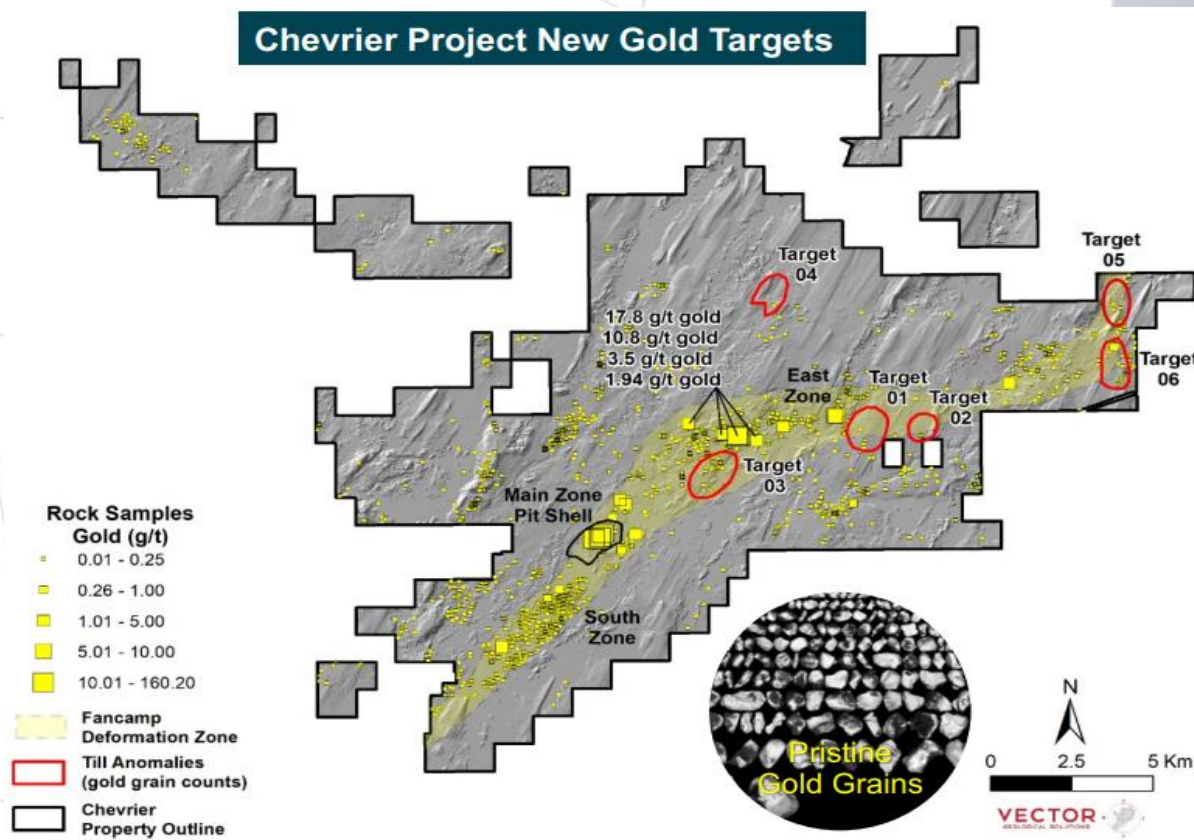 Chevrier Project New Gold Targets
Target
04
Target
05
17.8 g/t gold
10.8 g/t gold
3.5 g/t gold
1.94 g/t gold
East
Zone
Target
01
Target
02
Target
06
Target
03
Main Zone
Pit Shell
South
Zone
Rock Samples
Gold (g/t)
0.01 - 0.25
0.26 - 1.00
1.01 - 5.00
5.01 - 10.00
10.01 - 160.20
Fancamp
Deformation Zone
Till Anomalies
(gold grain counts)
Chevrier
Property Outline
Pristine
Gold Grains
N
0 2.5 5 Km
VECTOR
GEOLOGICAL SOLUTIONS